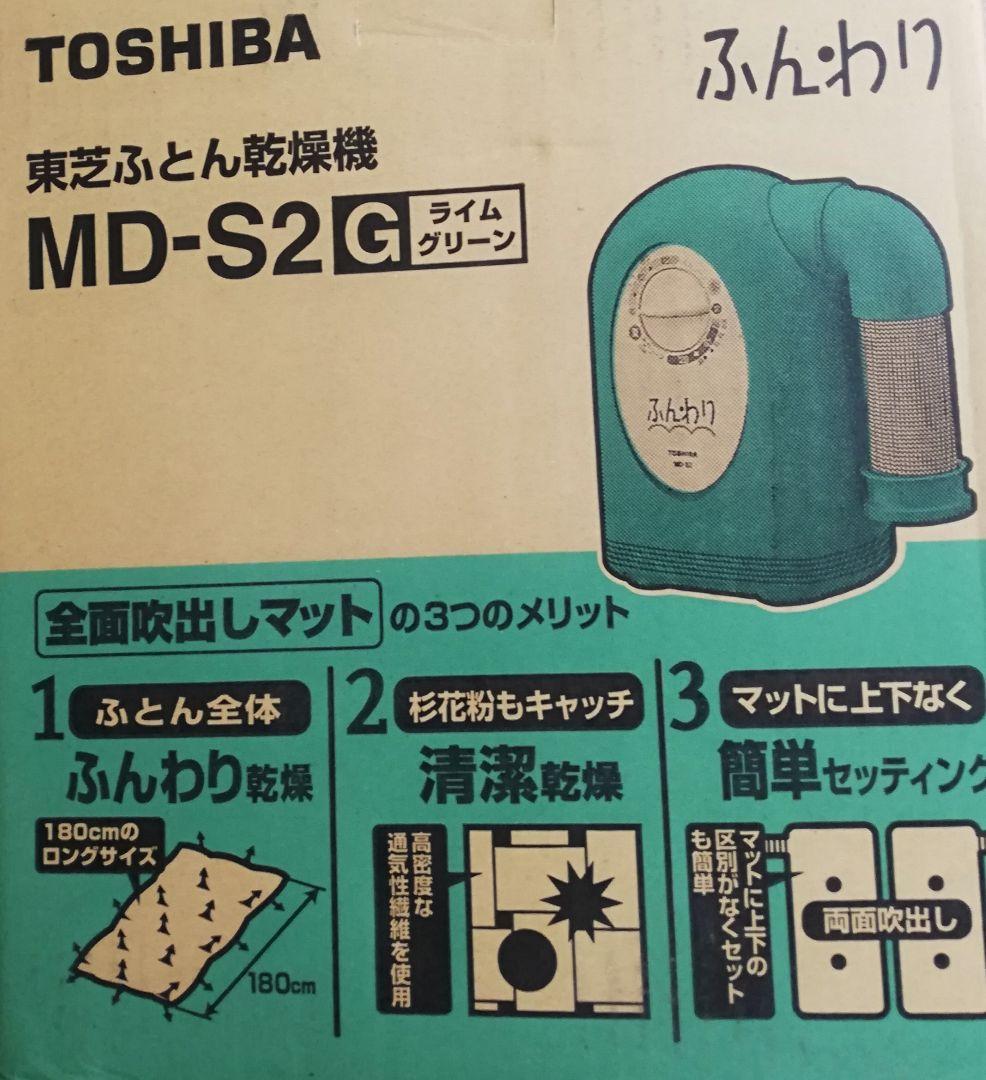 TOSHIBA
ふん・わり
東芝ふとん乾燥機
MD-S2 G ライム
グリーン
ふん・わり
TOSHIBA
MD-S2
全面吹出しマット の3つのメリット
1 ふとん全体
ふんわり乾燥
180cmの
ロングサイズ
180cm
2 杉花粉もキャッチ
清潔乾燥
高密度な
通気性繊維を使用
3 マットに上下なく
簡単セッティング
マットに上下の
区別がなくセット
も簡単
両面吹出し